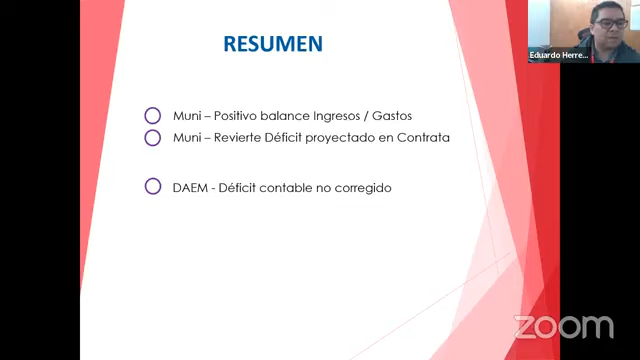 RESUMEN
Eduardo Herre...
Muni – Positivo balance Ingresos / Gastos
Muni – Revierte Déficit proyectado en Contrata
DAEM - Déficit contable no corregido
zoom